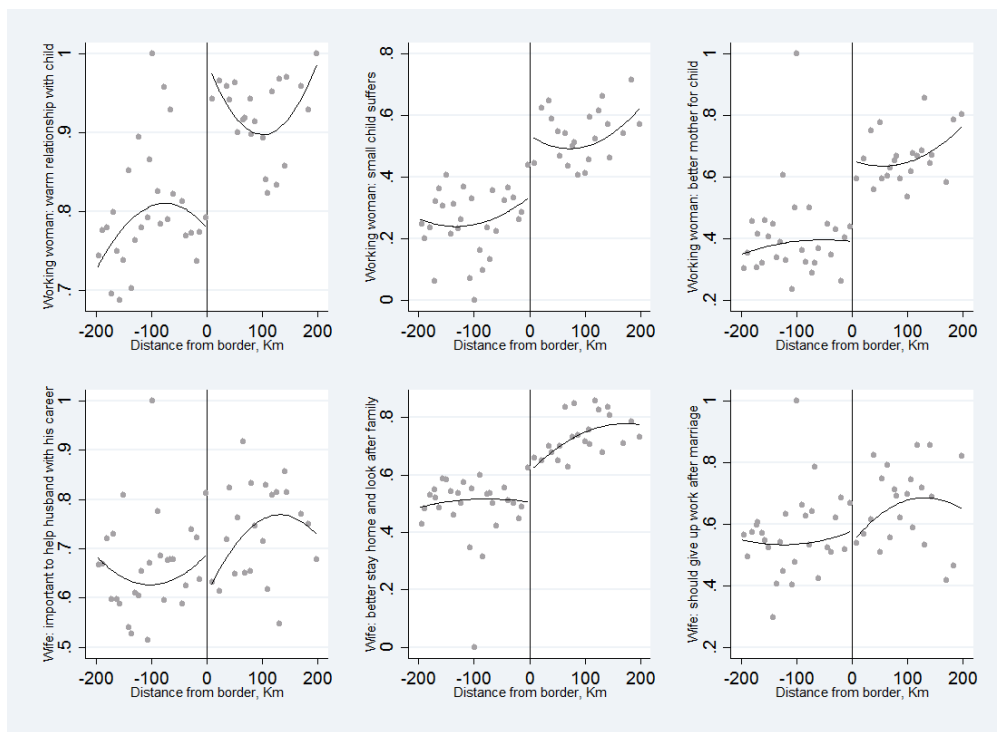 Working woman: warm relationship with child
1
.9
.8
.7
-200 -100 0 100 200
Distance from border, Km
Working woman: small child suffers
.8
.6
.4
.2
0
-200 -100 0 100 200
Distance from border, Km
Working woman: better mother for child
1
.8
.6
.4
.2
-200 -100 0 100 200
Distance from border, Km
Wife: important to help husband with his career
1
.9
.8
.7
.6
.5
-200 -100 0 100 200
Distance from border, Km
Wife: better stay home and look after family
.8
.6
.4
.2
0
-200 -100 0 100 200
Distance from border, Km
Wife: should give up work after marriage
1
.8
.6
.4
.2
-200 -100 0 100 200
Distance from border, Km